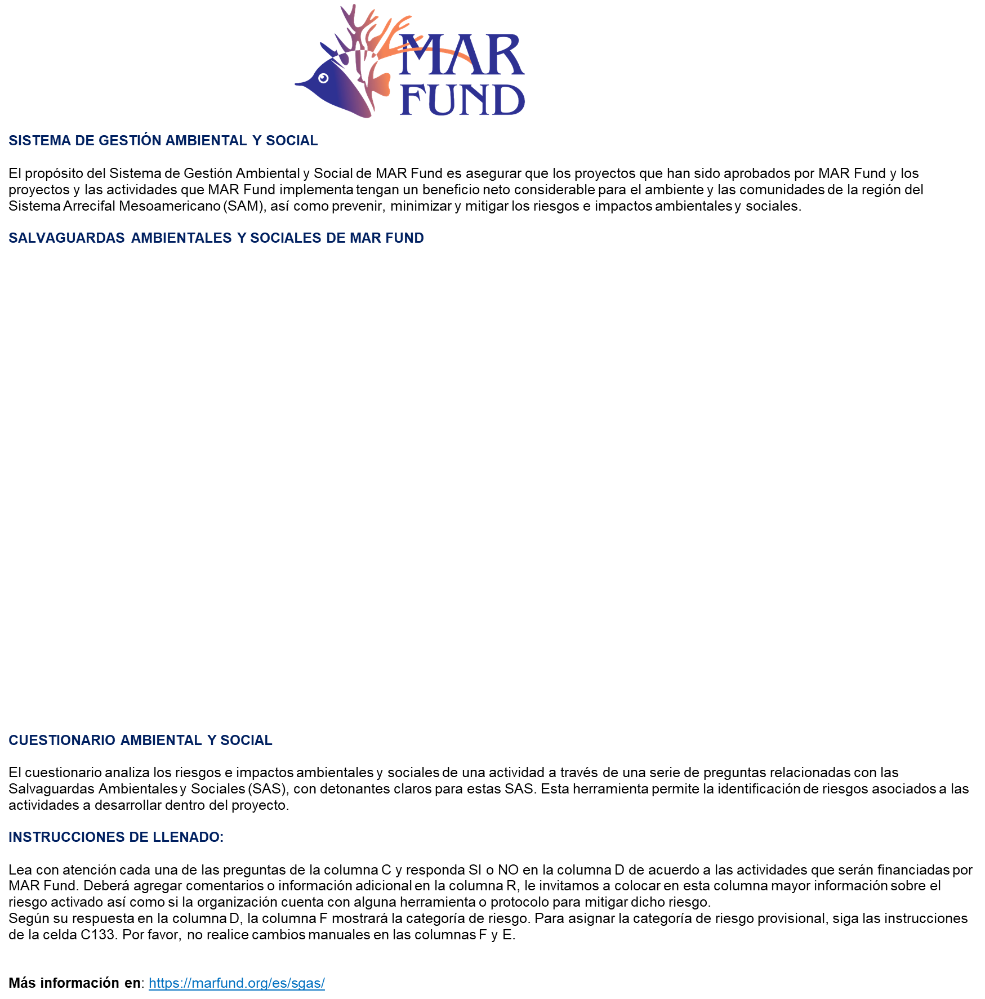 MAR
FUND
SISTEMA DE GESTIÓN AMBIENTAL Y SOCIAL
El propósito del Sistema de Gestión Ambiental y Social de MAR Fund es asegurar que los proyectos que han sido aprobados por MAR Fund y los
proyectos y las actividades que MAR Fund implementa tengan un beneficio neto considerable para el ambiente y las comunidades de la región del
Sistema Arrecifal Mesoamericano (SAM), así como prevenir, minimizar y mitigar los riesgos e impactos ambientales y sociales.
SALVAGUARDAS AMBIENTALES Y SOCIALES DE MAR FUND
CUESTIONARIO AMBIENTAL Y SOCIAL
El cuestionario analiza los riesgos e impactos ambientales y sociales de una actividad a través de una serie de preguntas relacionadas con las
Salvaguardas Ambientales y Sociales (SAS), con detonantes claros para estas SAS. Esta herramienta permite la identificación de riesgos asociados a las
actividades a desarrollar dentro del proyecto.
INSTRUCCIONES DE LLENADO:
Lea con atención cada una de las preguntas de la columna C y responda SI o NO en la columna D de acuerdo a las actividades que serán financiadas por
MAR Fund. Deberá agregar comentarios o información adicional en la columna R, le invitamos a colocar en esta columna mayor información sobre el
riesgo activado así como si la organización cuenta con alguna herramienta o protocolo para mitigar dicho riesgo.
Según su respuesta en la columna D, la columna F mostrará la categoría de riesgo. Para asignar la categoría de riesgo provisional, siga las instrucciones
de la celda C133. Por favor, no realice cambios manuales en las columnas F y E.
Más información en: https://marfund.org/es/sgas/